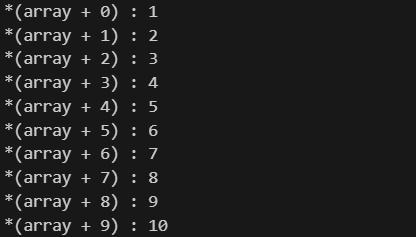 *(array + 0) : 1
*(array + 1) : 2
*(array + 2) : 3
*(array + 3) : 4
*(array + 4) : 5
*(array + 5) : 6
*(array + 6) : 7
*(array + 7) : 8
*(array + 8) : 9
*(array + 9) : 10